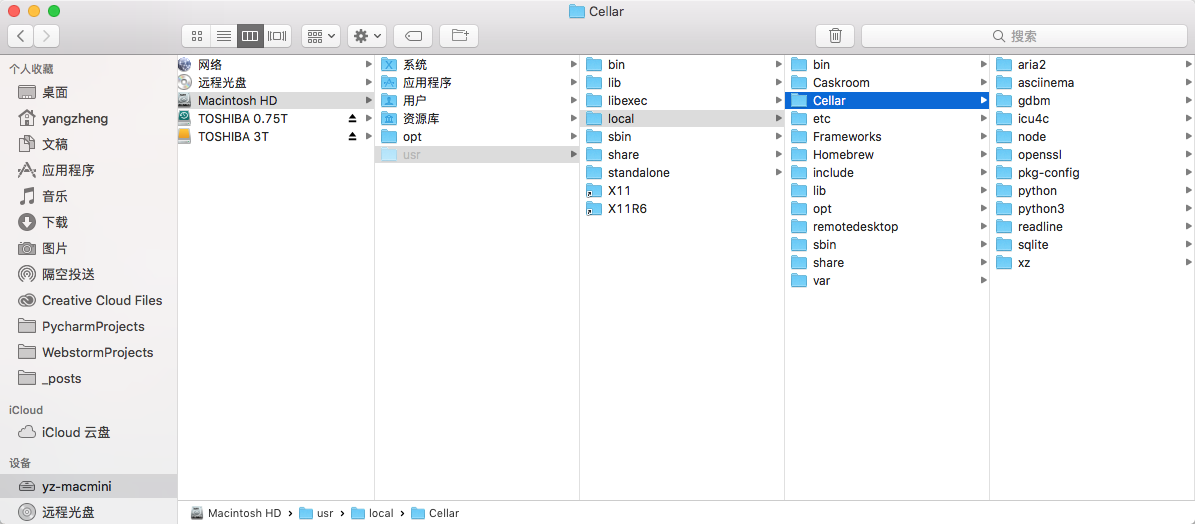 Cellar
搜索
个人收藏
桌面
yangzheng
文稿
应用程序
音乐
下载
图片
隔空投送
Creative Cloud Files
PycharmProjects
WebstormProjects
_posts
iCloud
iCloud 云盘
设备
yz-macmini
远程光盘
网络
远程光盘
Macintosh HD
TOSHIBA 0.75T
TOSHIBA 3T
系统
应用程序
用户
资源库
opt
usr
bin
lib
libexec
local
sbin
share
standalone
X11
X11R6
bin
Caskroom
Cellar
etc
Frameworks
Homebrew
include
lib
opt
remotedesktop
sbin
share
var
aria2
asciinema
gdbm
icu4c
node
openssl
pkg-config
python
python3
readline
sqlite
xz
Macintosh HD › usr › local › Cellar